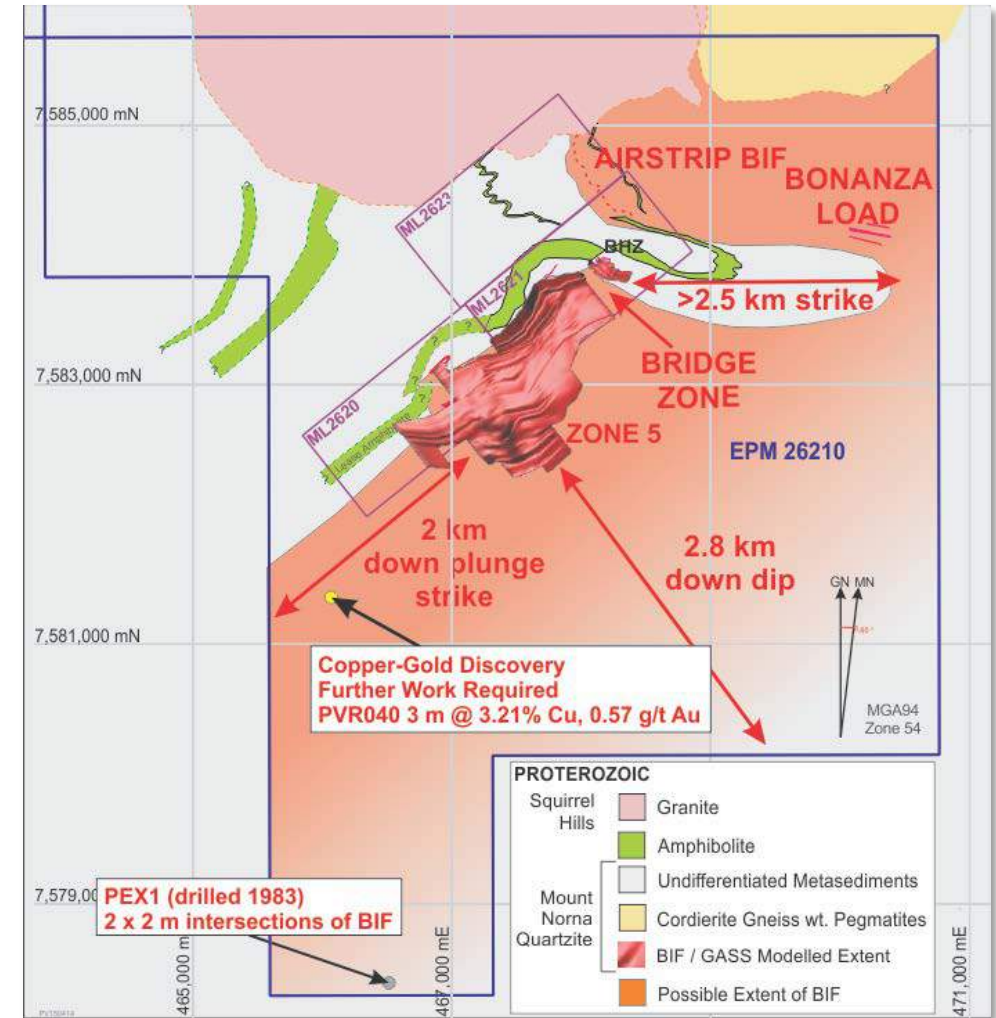 7,585,000 mN
AIRSTRIP BIF
BONANZA
LOAD
ML2623
BHZ
ML2621
>2.5 km strike
7,583,000 mN
BRIDGE
ZONE
ML2620
Lease Amphibolite
ZONE 5
EPM 26210
2 km
down plunge
strike
2.8 km
down dip
GN MN
7,581,000 mN
Copper-Gold Discovery
Further Work Required
PVR040 3 m @ 3.21% Cu, 0.57 g/t Au
MGA94
Zone 54
PROTEROZOIC
Squirrel
Hills
Granite
Amphibolite
Mount
Norna
Quartzite
Undifferentiated Metasediments
Cordierite Gneiss wt. Pegmatites
BIF / GASS Modelled Extent
Possible Extent of BIF
7,579,00
PEX1 (drilled 1983)
2 x 2 m intersections of BIF
465,000 m
467,000 mE
471,000 mE